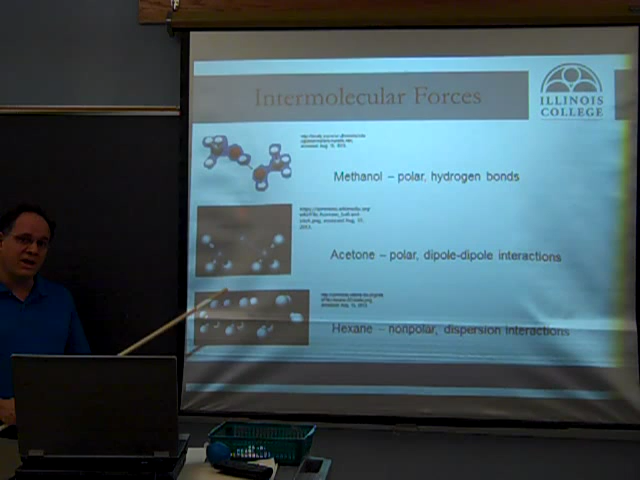 Intermolecular Forces
ILLINOIS
COLLEGE
Methanol – polar, hydrogen bonds
Acetone – polar, dipole-dipole interactions
Hexane – nonpolar, dispersion interactions